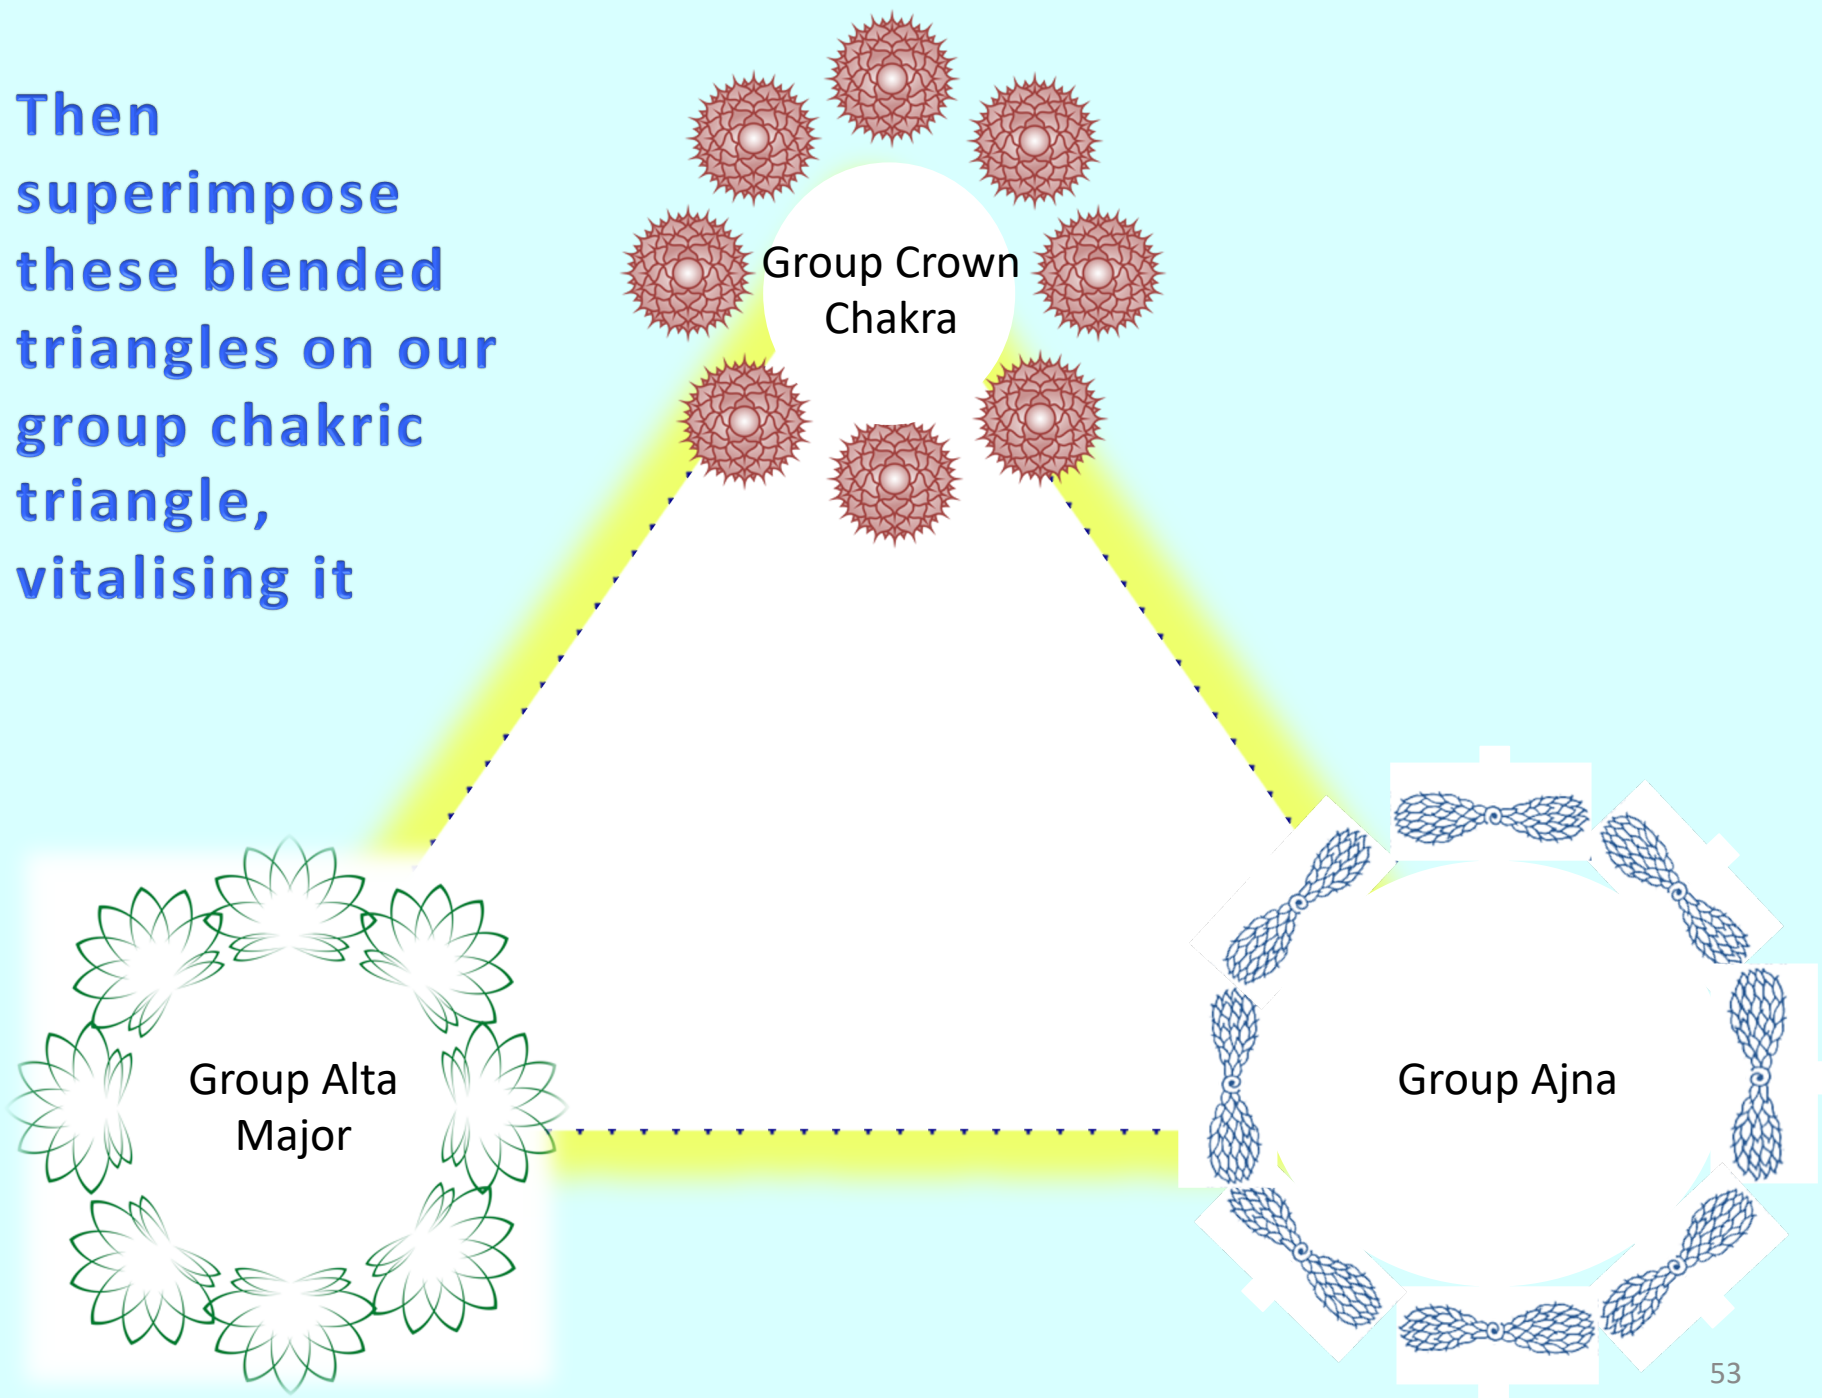 Then
superimpose
these blended
triangles on our
group chakric
triangle,
vitalising it
Group Crown
Chakra
Group Alta
Major
Group Ajna
53